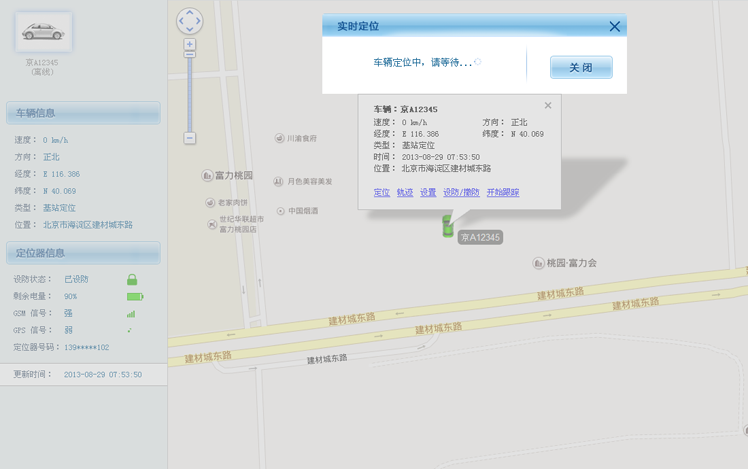 京A12345
(离线)
车辆信息
速度： 0 km/h
方向： 正北
经度： E 116.386
纬度： N 40.069
类型： 基站定位
位置： 北京市海淀区建材城东路
定位器信息
设防状态： 已设防
剩余电量： 90%
GSM 信号： 强
GPS 信号： 弱
定位器号码：139*****102
更新时间： 2013-08-29 0T:53:50
实时定位
车辆定位中，请等待...
关 闭
车辆：京A12345
速度： 0 km/h 方向： 正北
经度： E 116.386 纬度： N 40.069
类型： 基站定位
时间： 2013-08-29 0T:53:50
位置： 北京市海淀区建材城东路
定位 轨迹 设置 设防/撤防 开始跟踪
京A12345
川渝食府
富力桃园
月色美容美发
老家肉饼
中国烟酒
世纪华联超市
富力桃园店
桃园·富力会
建材城东路
建材城东路
建材城东路
建材城东路
建材城东路
建材城东路